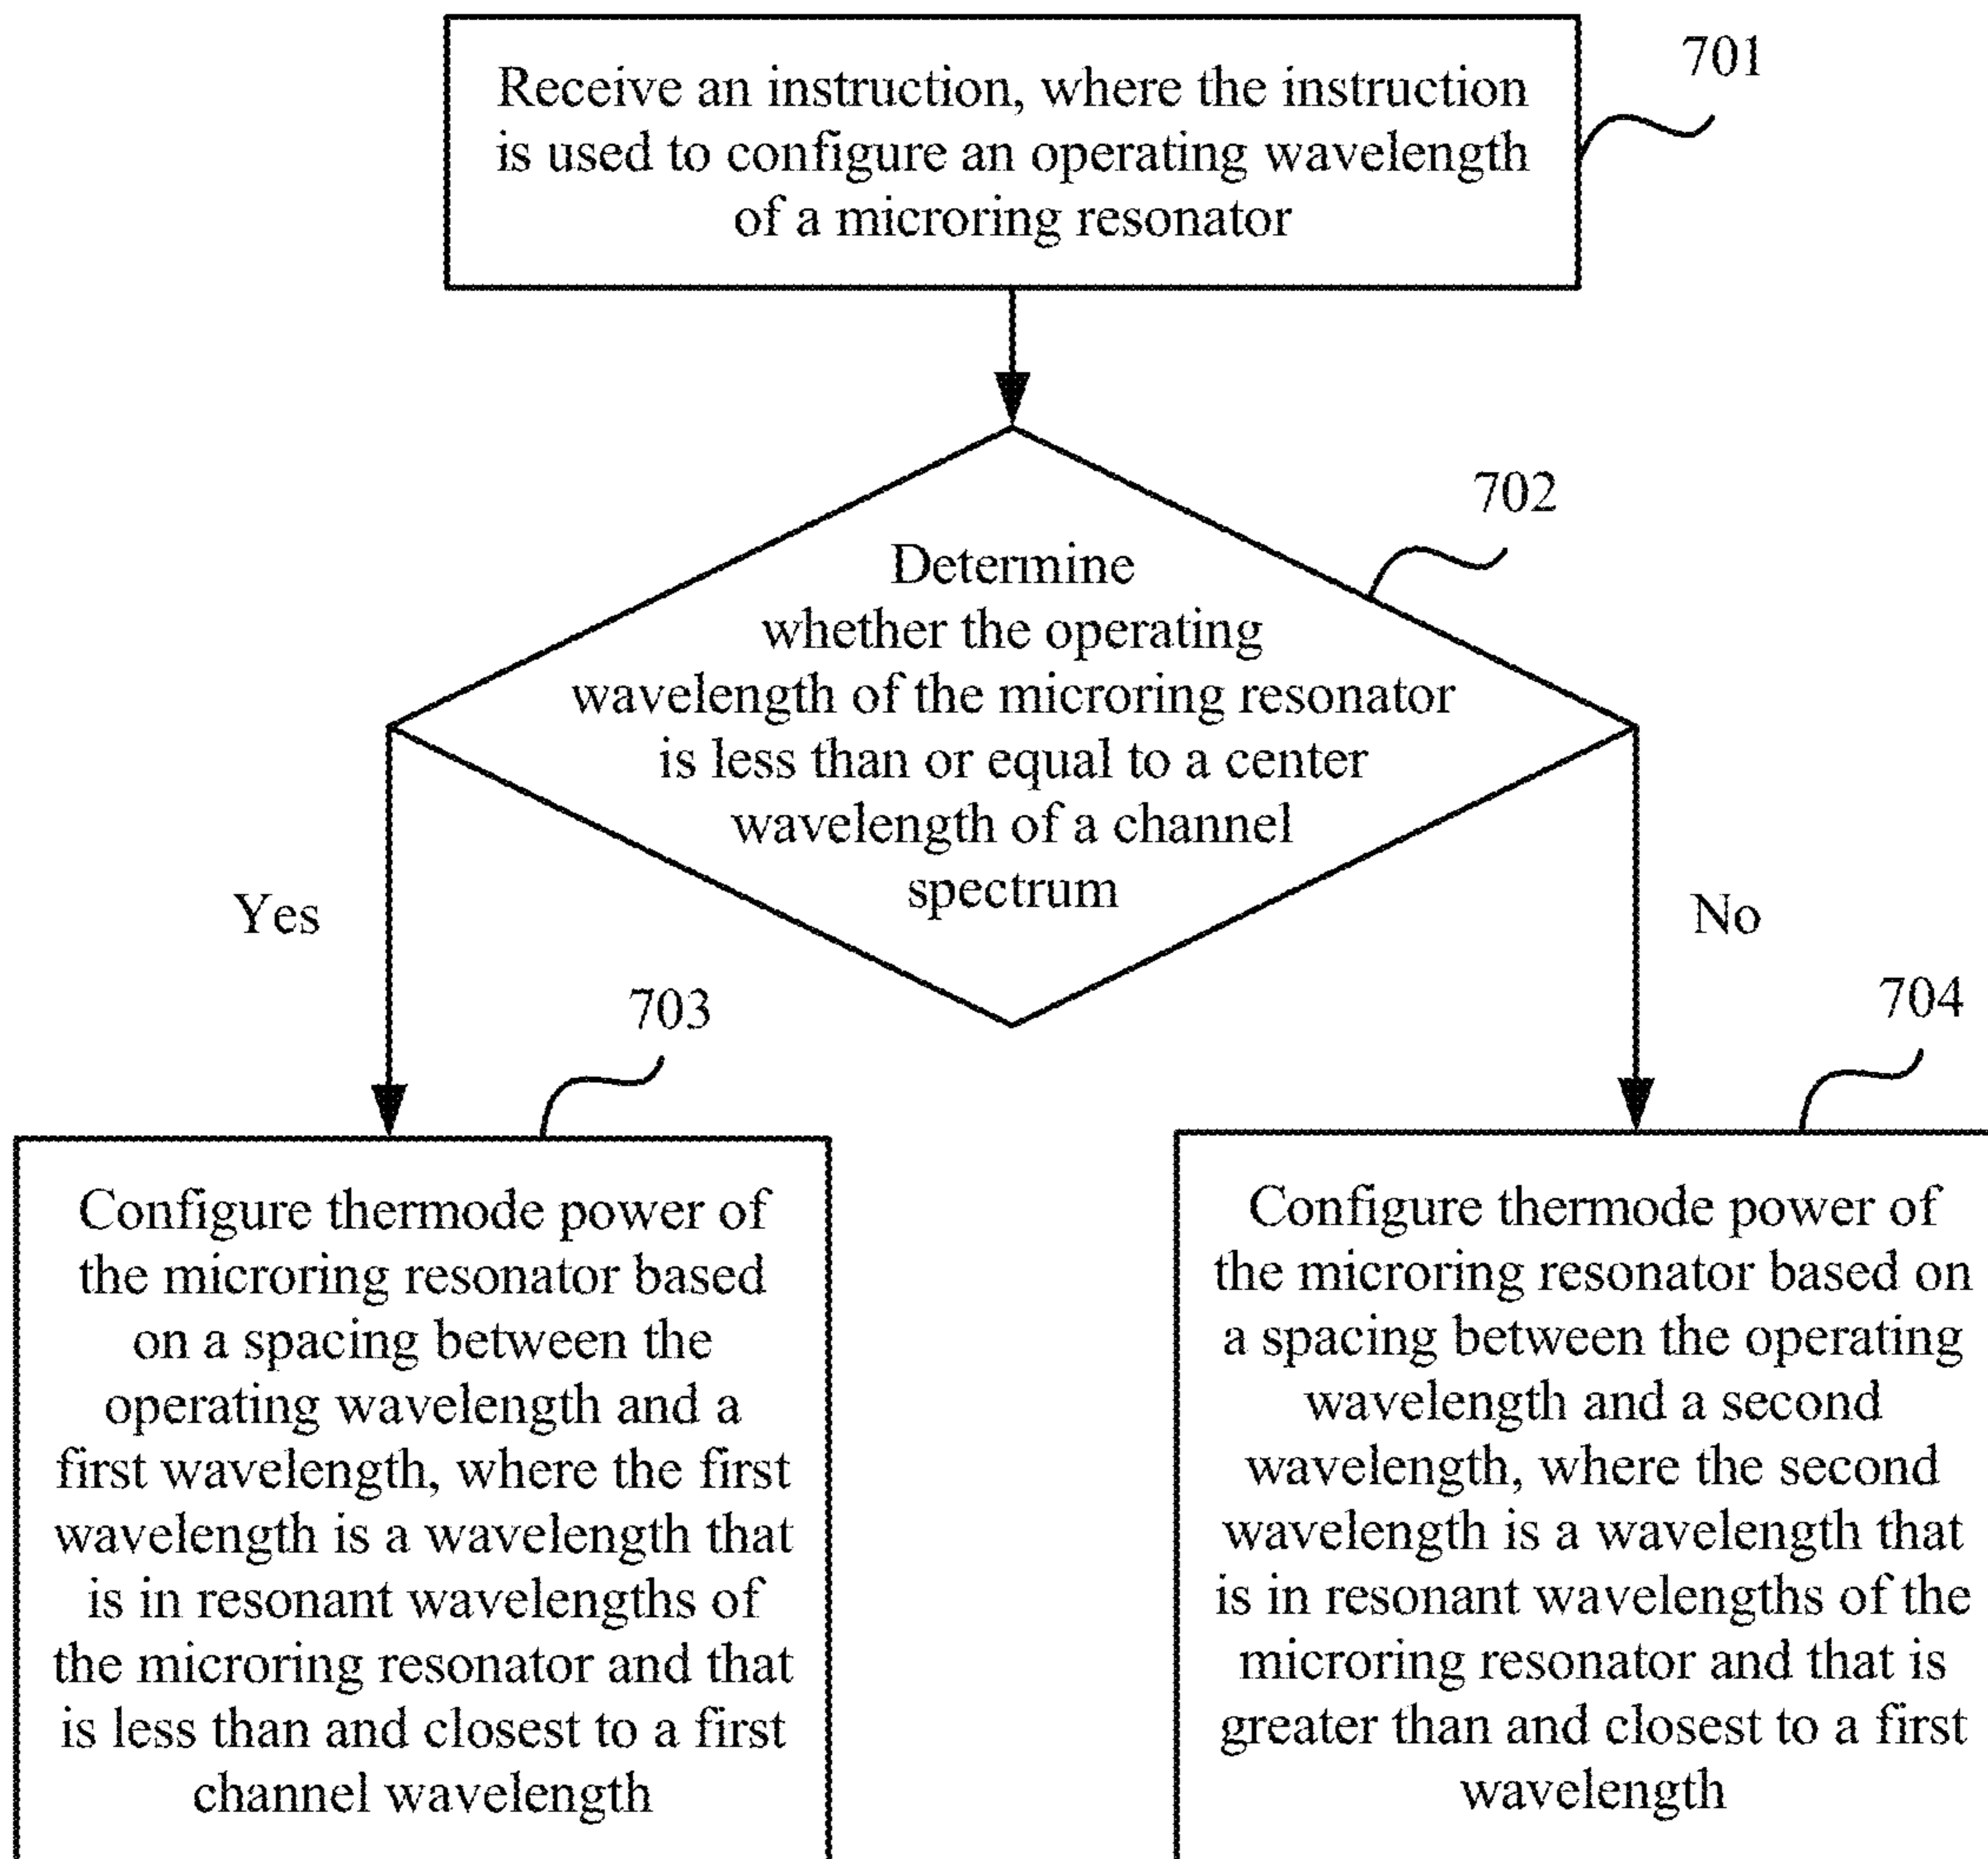 Receive an instruction, where the instruction
is used to configure an operating wavelength
of a microring resonator
701
Determine
whether the operating
wavelength of the microring resonator
is less than or equal to a center
wavelength of a channel
spectrum
702
Yes
No
703
Configure thermode power of
the microring resonator based
on a spacing between the
operating wavelength and a
first wavelength, where the first
wavelength is a wavelength that
is in resonant wavelengths of
the microring resonator and that
is less than and closest to a first
channel wavelength
704
Configure thermode power of
the microring resonator based on
a spacing between the operating
wavelength and a second
wavelength, where the second
wavelength is a wavelength that
is in resonant wavelengths of the
microring resonator and that is
greater than and closest to a first
wavelength